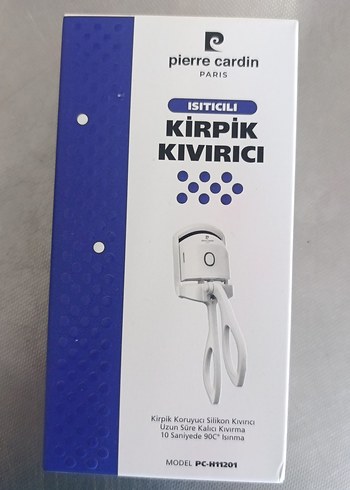 pierre cardin
PARIS
ISITICILI
KİRPİK
KIVIRICI
Kirpik Koruyucu Silikon Kıvırıcı
Uzun Süre Kalıcı Kıvırma
10 Saniyede 90C° Isınma
MODEL PC-H11201